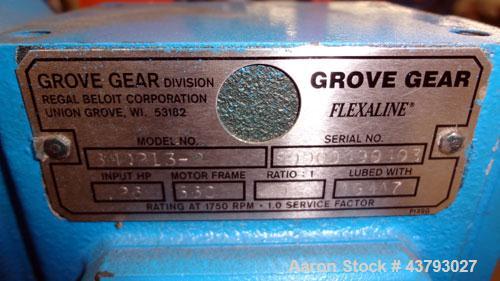 GROVE GEAR DIVISION
REGAL BELOIT CORPORATION
UNION GROVE, WI. 53182
GROVE GEAR
FLEXALINE®
MODEL NO.
SERIAL NO.
INPUT HP MOTOR FRAME RATIO : 1 LUBED WITH
RATING AT 1750 RPM · 1.0 SERVICE FACTOR
Aaron Stock # 43793027